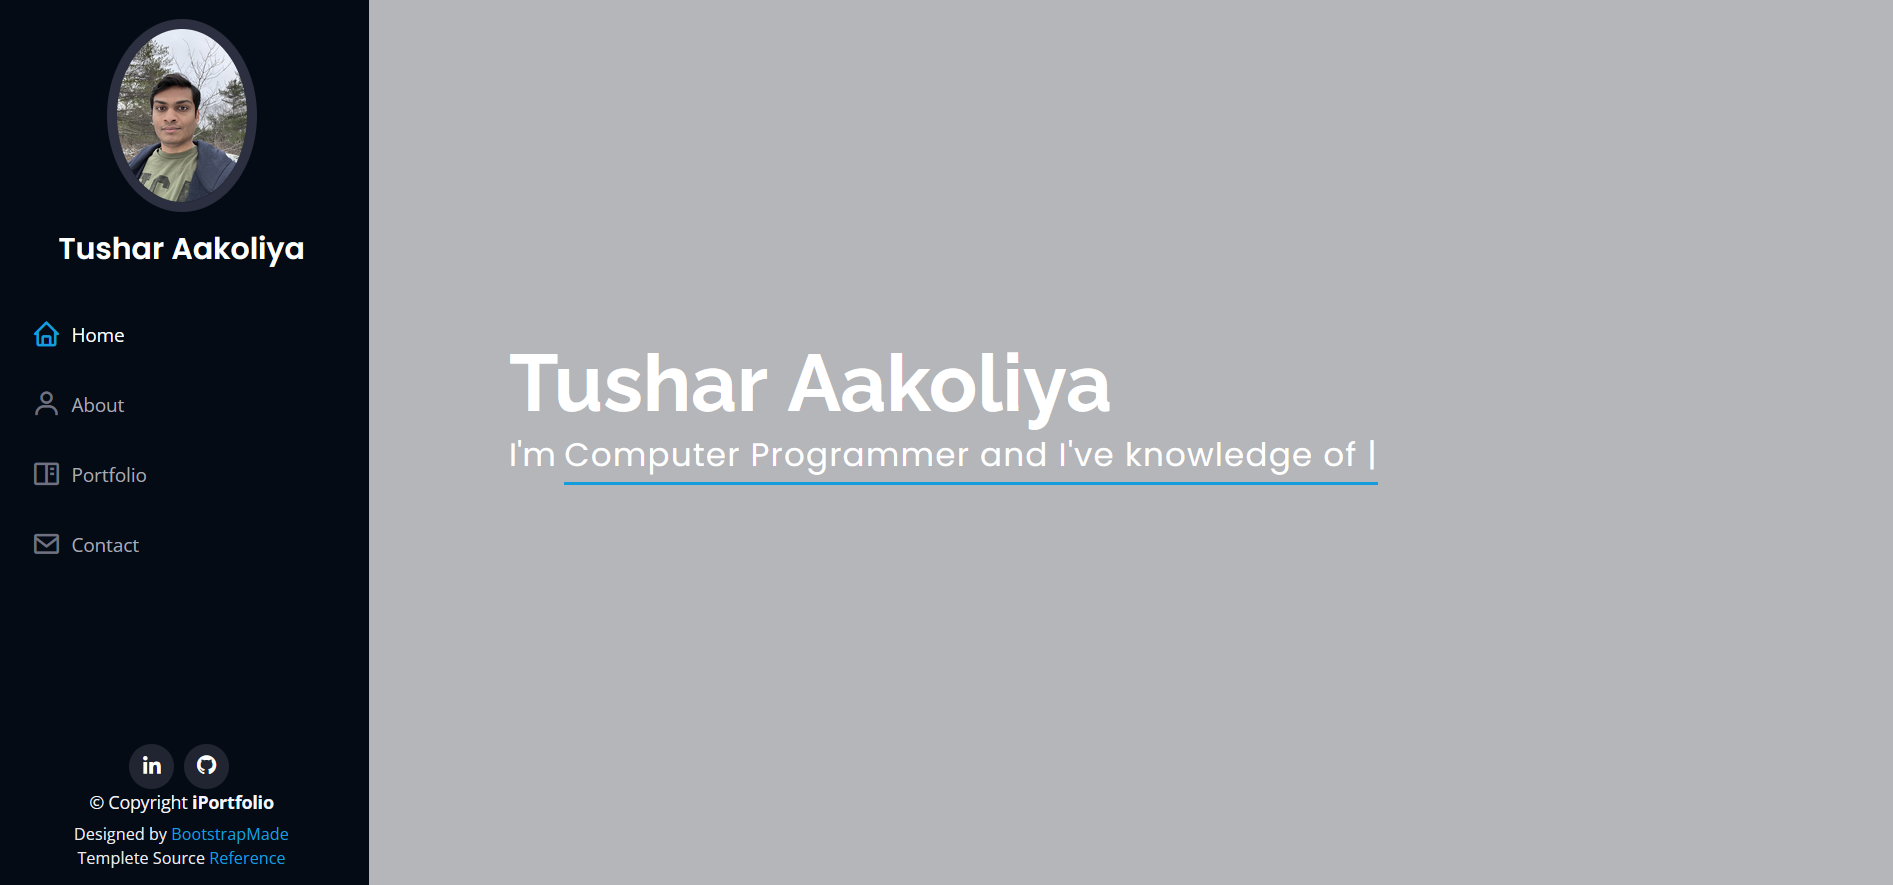 Tushar Aakoliya
Home
About
Portfolio
Contact
in
© Copyright iPortfolio
Designed by BootstrapMade
Templete Source Reference
Tushar Aakoliya
I'm Computer Programmer and I've knowledge of |